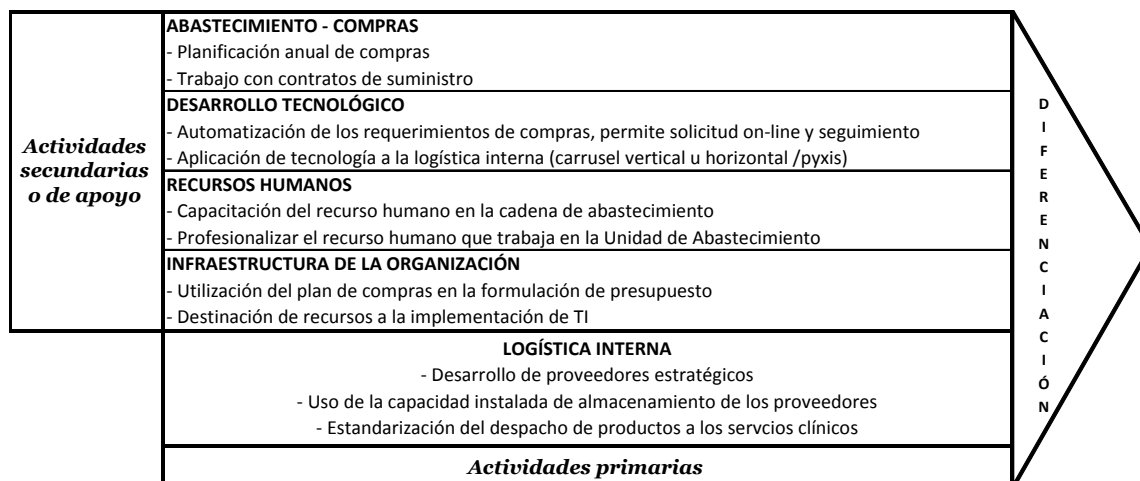 Actividades
secundarias
o de apoyo
ABASTECIMIENTO - COMPRAS
- Planificación anual de compras
- Trabajo con contratos de suministro
DESARROLLO TECNOLÓGICO
- Automatización de los requerimientos de compras, permite solicitud on-line y seguimiento
- Aplicación de tecnología a la logística interna (carrusel vertical u horizontal /pyxis)
RECURSOS HUMANOS
- Capacitación del recurso humano en la cadena de abastecimiento
- Profesionalizar el recurso humano que trabaja en la Unidad de Abastecimiento
INFRAESTRUCTURA DE LA ORGANIZACIÓN
- Utilización del plan de compras en la formulación de presupuesto
- Destinación de recursos a la implementación de TI
LOGÍSTICA INTERNA
- Desarrollo de proveedores estratégicos
- Uso de la capacidad instalada de almacenamiento de los proveedores
- Estandarización del despacho de productos a los servcios clínicos
Actividades primarias
DIFERENCIACIÓN